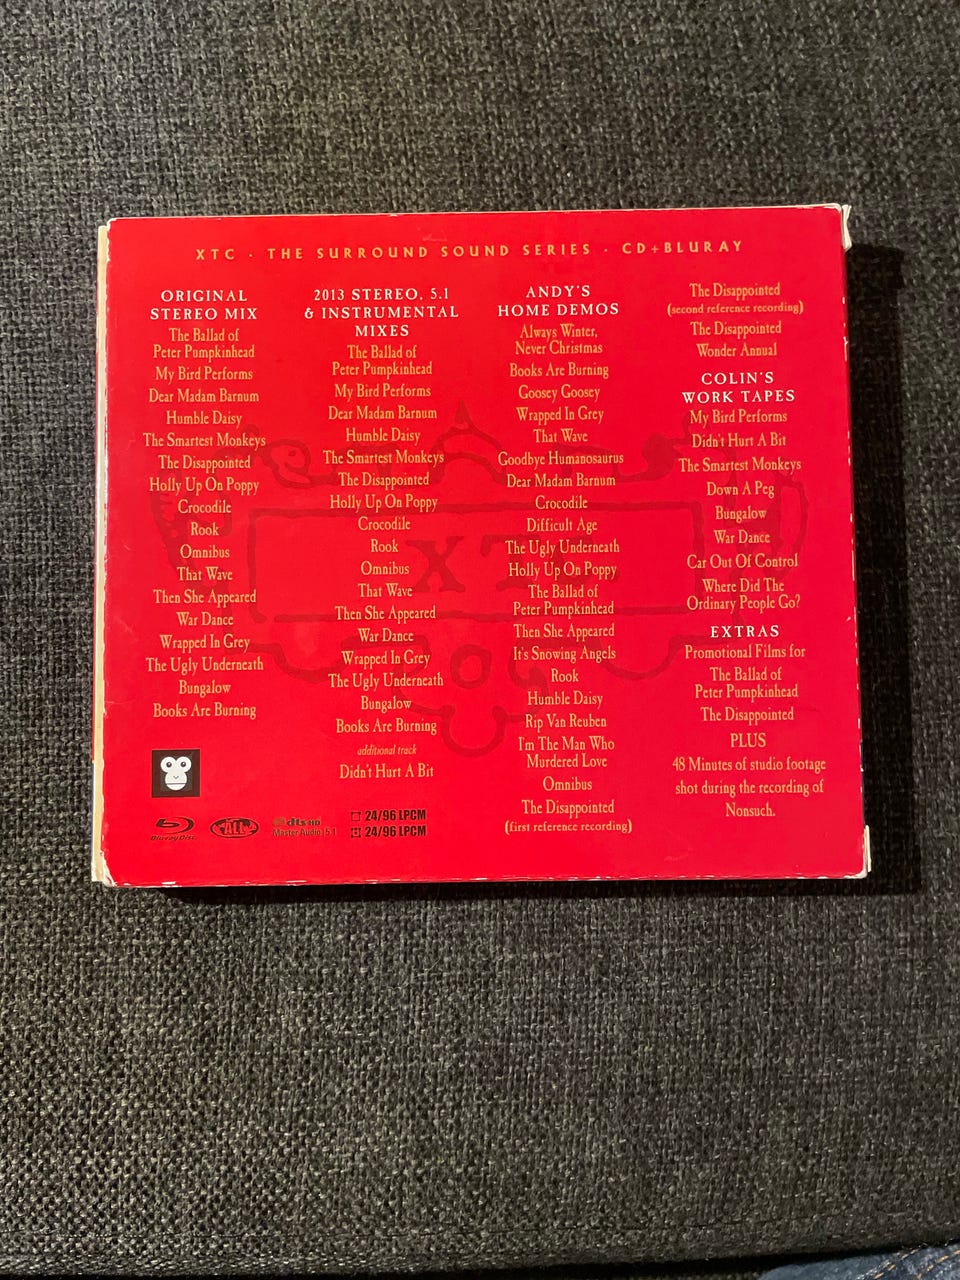 XTC · THE SURROUND SOUND SERIES · CD+BLURAY
ORIGINAL
STEREO MIX
The Ballad of
Peter Pumpkinhead
My Bird Performs
Dear Madam Barnum
Humble Daisy
The Smartest Monkeys
The Disappointed
Holly Up On Poppy
Crocodile
Rook
Omnibus
That Wave
Then She Appeared
War Dance
Wrapped In Grey
The Ugly Underneath
Bungalow
Books Are Burning
2013 STEREO, 5.1
& INSTRUMENTAL
MIXES
The Ballad of
Peter Pumpkinhead
My Bird Performs
Dear Madam Barnum
Humble Daisy
The Smartest Monkeys
The Disappointed
Holly Up On Poppy
Crocodile
Rook
Omnibus
That Wave
Then She Appeared
War Dance
Wrapped In Grey
The Ugly Underneath
Bungalow
Books Are Burning
additional track
Didn't Hurt A Bit
ANDY'S
HOME DEMOS
Always Winter,
Never Christmas
Books Are Burning
Goosey Goosey
Wrapped In Grey
That Wave
Goodbye Humanosaurus
Dear Madam Barnum
Crocodile
Difficult Age
The Ugly Underneath
Holly Up On Poppy
The Ballad of
Peter Pumpkinhead
Then She Appeared
It's Snowing Angels
Rook
Humble Daisy
Rip Van Reuben
I'm The Man Who
Murdered Love
Omnibus
The Disappointed
(first reference recording)
The Disappointed
(second reference recording)
The Disappointed
Wonder Annual
COLIN'S
WORK TAPES
My Bird Performs
Didn't Hurt A Bit
The Smartest Monkeys
Down A Peg
Bungalow
War Dance
Car Out Of Control
Where Did The
Ordinary People Go?
EXTRAS
Promotional Films for
The Ballad of
Peter Pumpkinhead
The Disappointed
PLUS
48 Minutes of studio footage
shot during the recording of
Nonsuch.
XTC
Blu-ray Disc
ALL
dts-HD
Master Audio 5.1
24/96 LPCM
24/96 LPCM